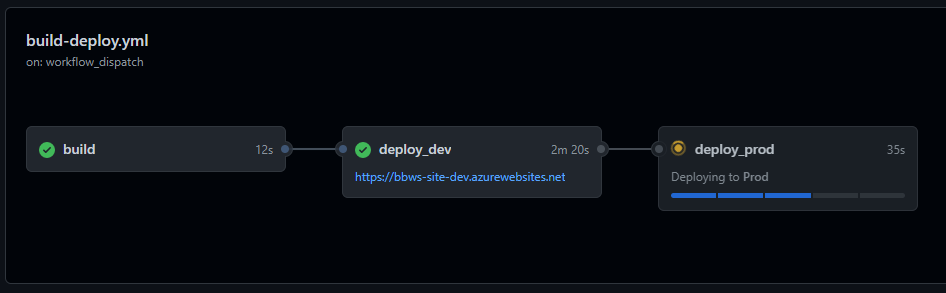 build-deploy.yml
on: workflow_dispatch
build 12s
deploy_dev 2m 20s
https://bbws-site-dev.azurewebsites.net
deploy_prod 35s
Deploying to Prod